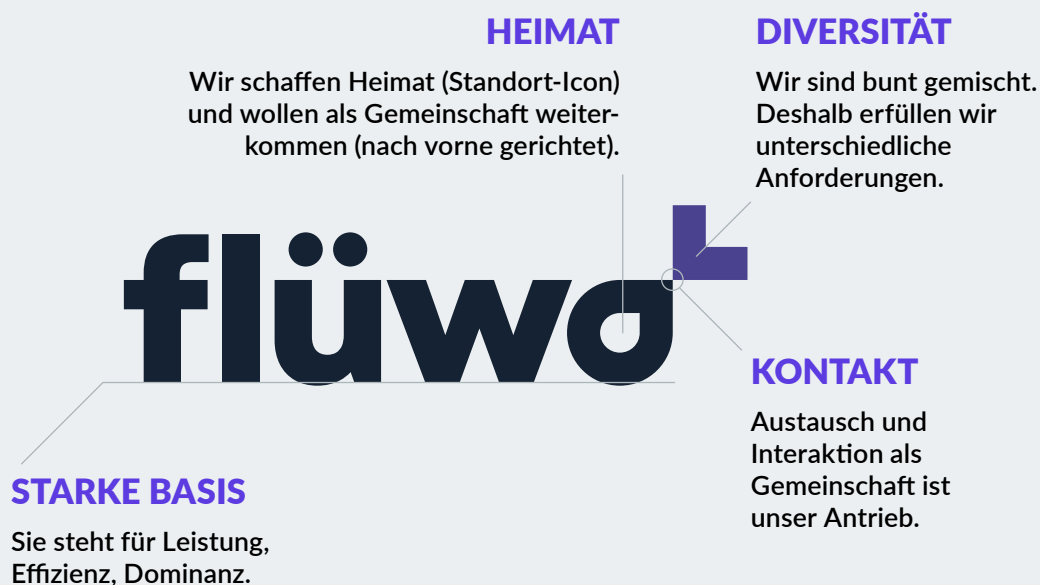 HEIMAT
Wir schaffen Heimat (Standort-Icon)
und wollen als Gemeinschaft weiter-
kommen (nach vorne gerichtet).
DIVERSITÄT
Wir sind bunt gemischt.
Deshalb erfüllen wir
unterschiedliche
Anforderungen.
flüwo
KONTAKT
Austausch und
Interaktion als
Gemeinschaft ist
unser Antrieb.
STARKE BASIS
Sie steht für Leistung,
Effizienz, Dominanz.